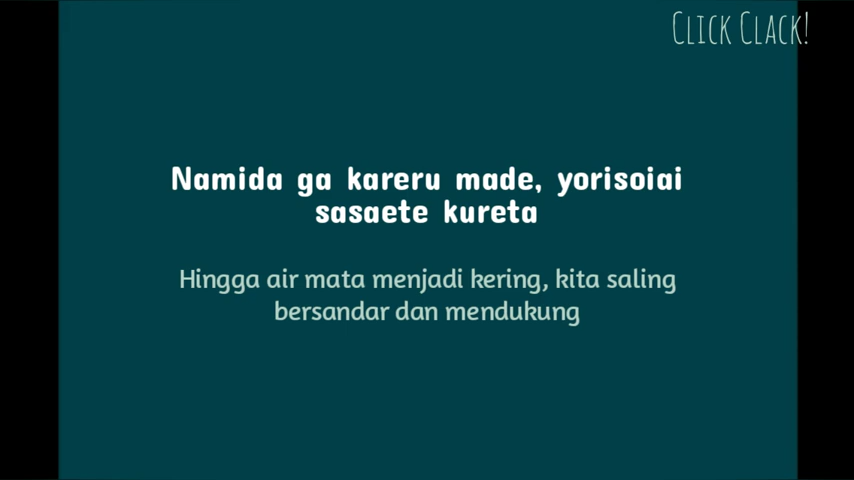 Click Clack!
Namida ga kareru made, yorisoiai
sasaete kureta
Hingga air mata menjadi kering, kita saling
bersandar dan mendukung